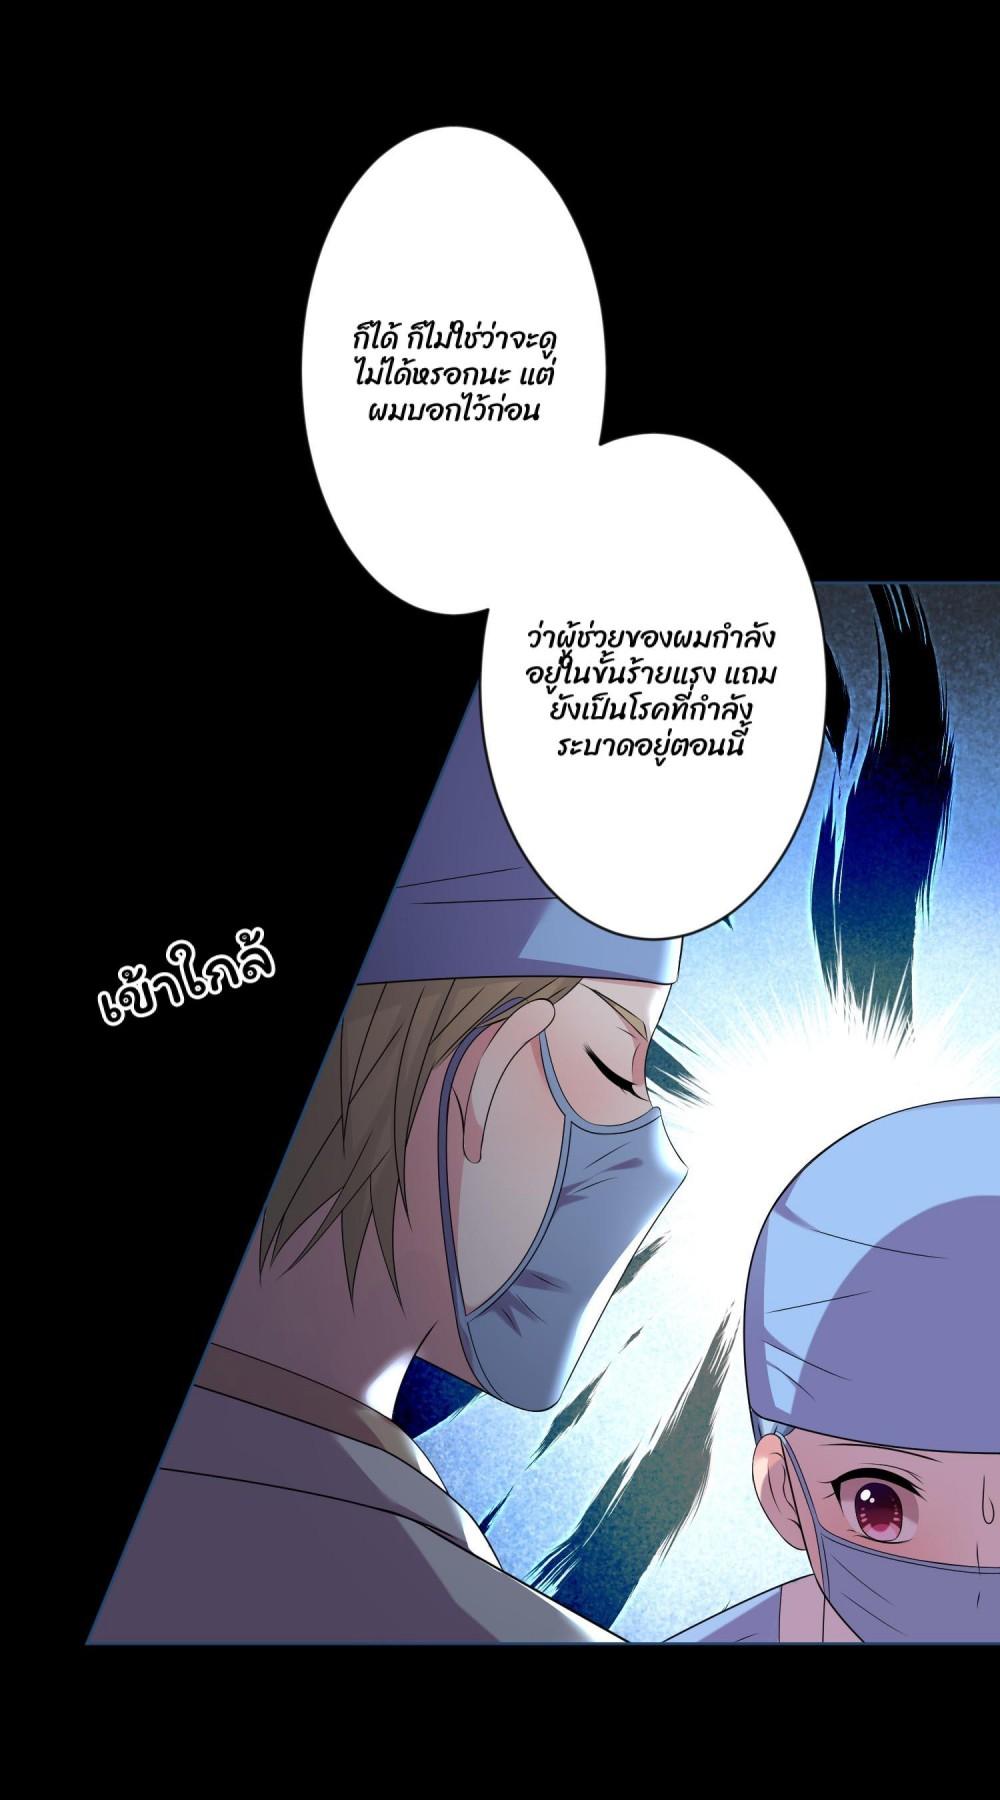 ก็ได้ ก็ไม่ใช่ว่าจะดู
ไม่ได้หรอกนะ แต่
ผมบอกไว้ก่อน
ว่าผู้ช่วยของผมกำลัง
อยู่ในขั้นร้ายแรง แถม
ยังเป็นโรคที่กำลัง
ระบาดอยู่ตอนนี้
เข้าใกล้